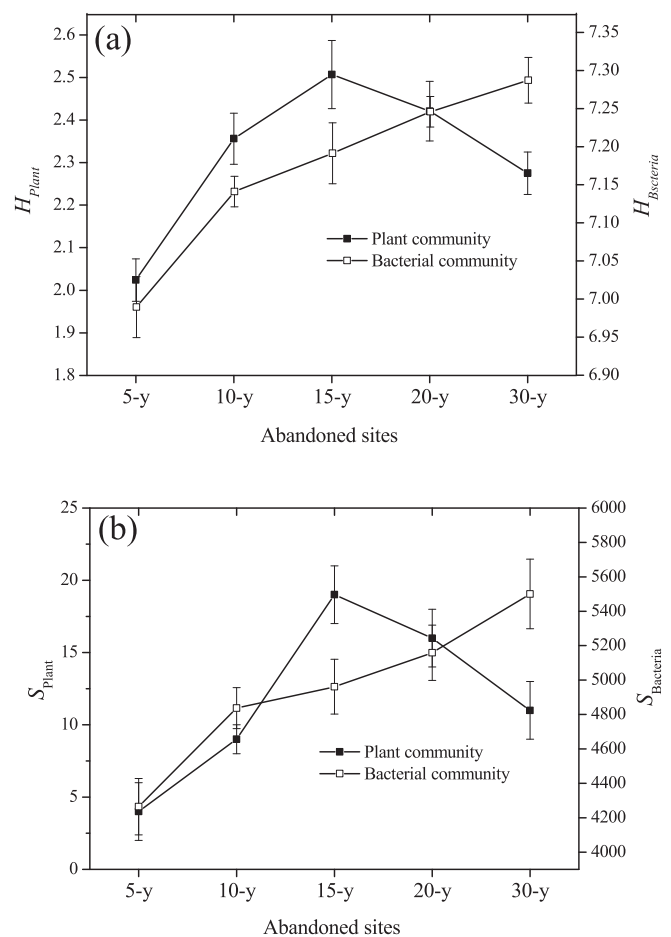 (a)
2.6
2.5
2.4
2.3
2.2
2.1
2.0
1.9
1.8
H_Plant
7.35
7.30
7.25
7.20
7.15
7.10
7.05
7.00
6.95
6.90
H_Bscteria
Plant community
Bacterial community
5-y 10-y 15-y 20-y 30-y
Abandoned sites
(b)
25
20
15
10
5
0
S_Plant
6000
5800
5600
5400
5200
5000
4800
4600
4400
4200
4000
S_Bacteria
Plant community
Bacterial community
5-y 10-y 15-y 20-y 30-y
Abandoned sites